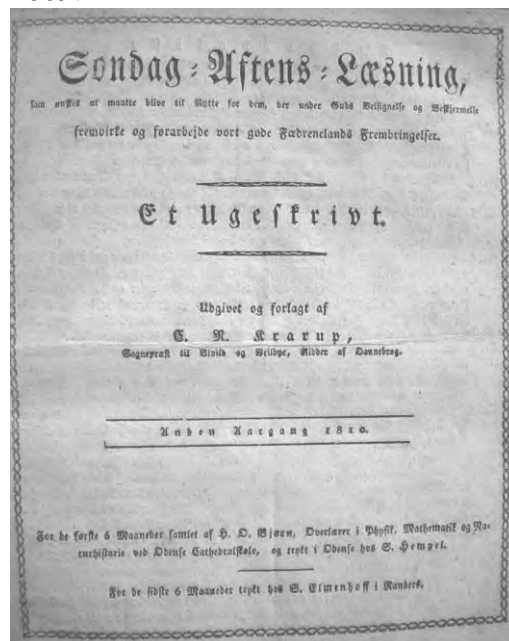 Søndag-Aftens-Læsning,
som ønskes at maatte blive til Nytte for dem, der under Guds Velsignelse og Beskjermelse
fremvirke og forarbejde vort gode Fædrenelands Frembringelser.
Et Ugeskrivt.
Udgivet og forlagt af
C. N. Krarup,
Sognepræst til Vivild og Veilbye, Ridder af Dannebrog.
Anden Aargang 1810.
For de første 6 Maaneder samlet af H. O. Bjørn, Overlærer i Physik, Mathematik og Na-
turhistorie ved Odense Cathedralskole, og trykt i Odense hos S. Hempel.
For de sidste 6 Maaneder trykt hos S. Elmenhoff i Randers.